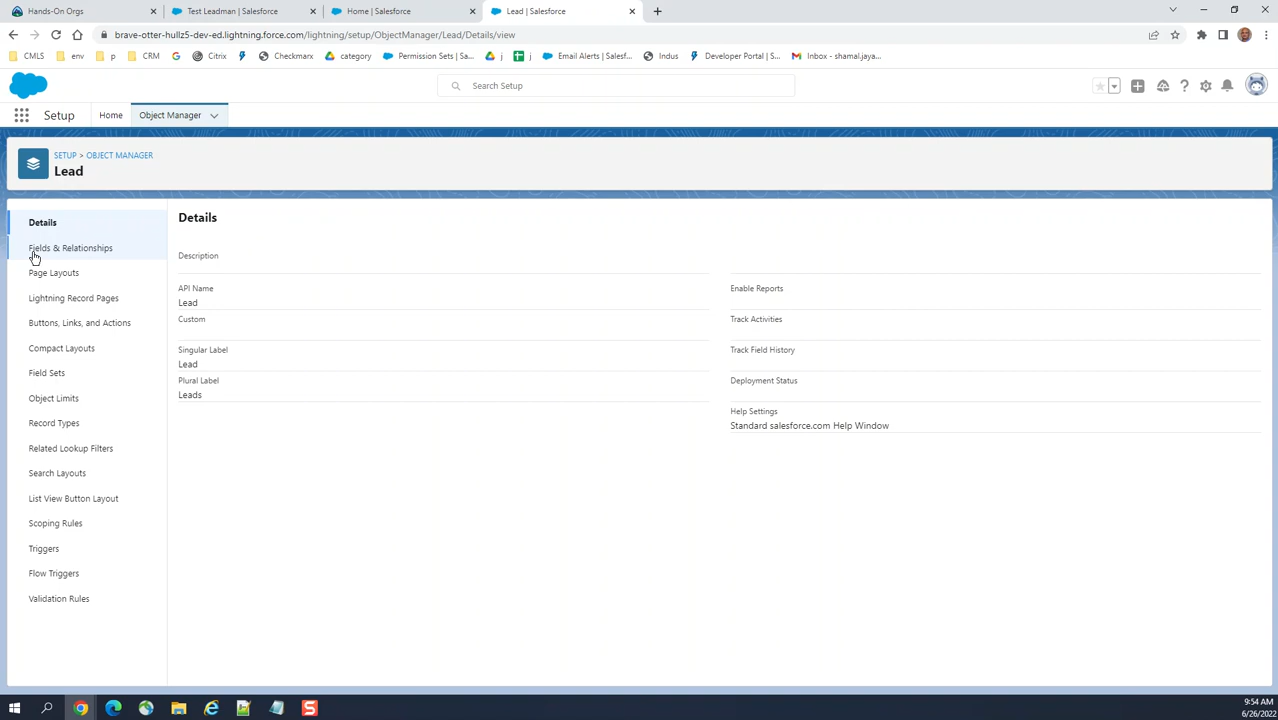 Hands-On Orgs
Test Leadman | Salesforce
Home | Salesforce
Lead | Salesforce
brave-otter-hullz5-dev-ed.lightning.force.com/lightning/setup/ObjectManager/Lead/Details/view
CMLS
env
p
CRM
Citrix
Checkmarx
category
Permission Sets | Sa...
j
j
Email Alerts | Salesf...
Indus
Developer Portal | S...
Inbox - shamal.jaya...
Search Setup
Setup
Home
Object Manager
SETUP > OBJECT MANAGER
Lead
Details
Fields & Relationships
Page Layouts
Lightning Record Pages
Buttons, Links, and Actions
Compact Layouts
Field Sets
Object Limits
Record Types
Related Lookup Filters
Search Layouts
List View Button Layout
Scoping Rules
Triggers
Flow Triggers
Validation Rules
Details
Description
API Name
Lead
Custom
Singular Label
Lead
Plural Label
Leads
Enable Reports
Track Activities
Track Field History
Deployment Status
Help Settings
Standard salesforce.com Help Window
9:54 AM
6/26/2022